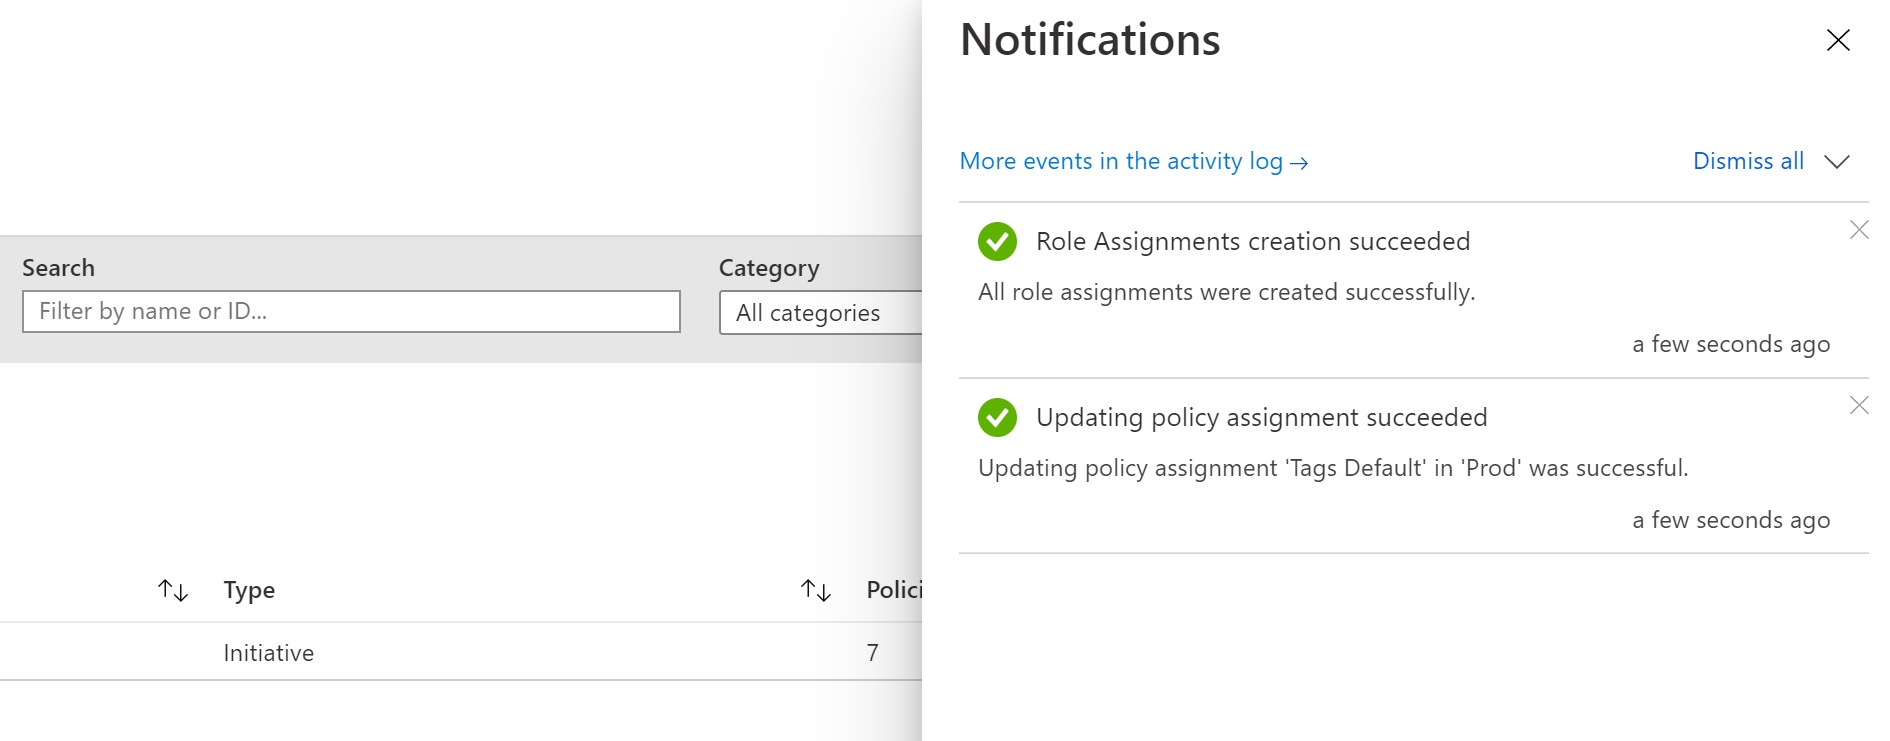 Notifications
More events in the activity log →
Dismiss all
Role Assignments creation succeeded
All role assignments were created successfully.
a few seconds ago
Updating policy assignment succeeded
Updating policy assignment 'Tags Default' in 'Prod' was successful.
a few seconds ago
Search
Category
Filter by name or ID...
All categories
Type
Polici
Initiative
7